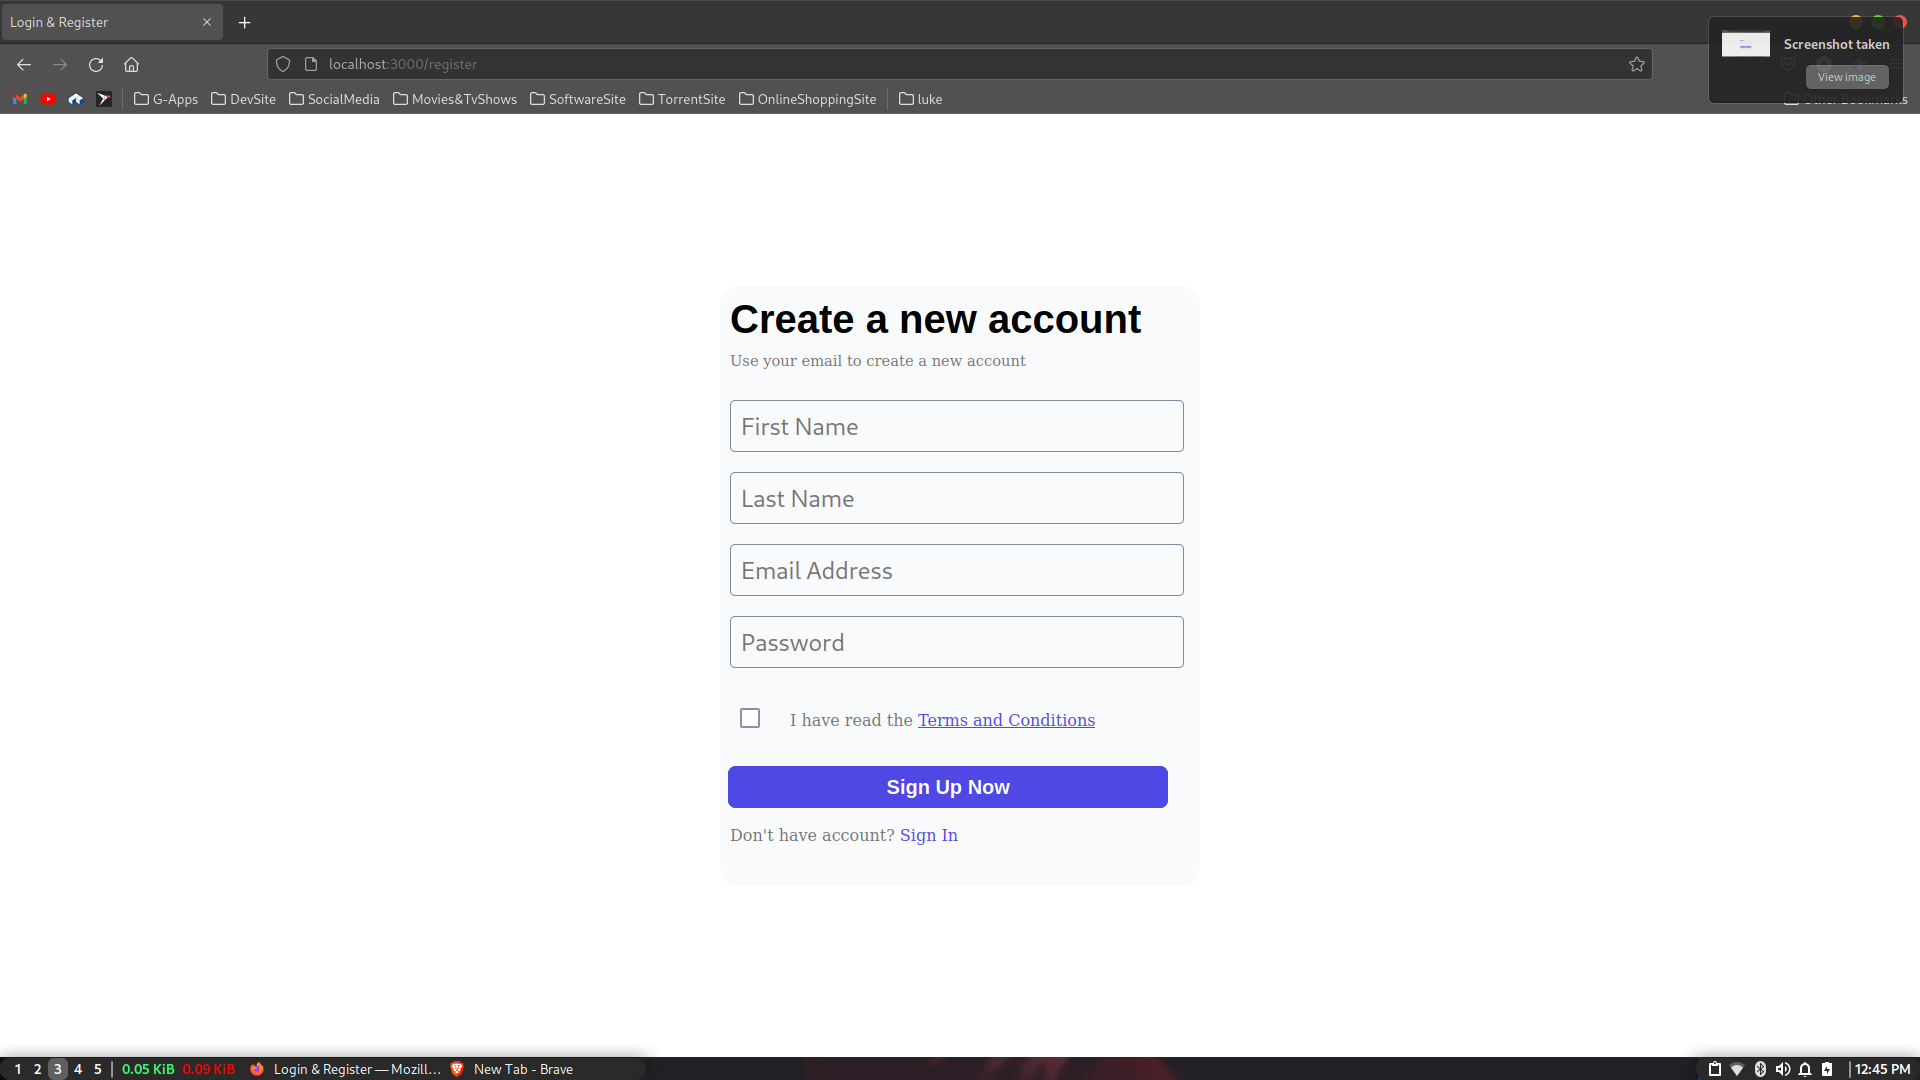 Login & Register
Screenshot taken
localhost:3000/register
View image
G-Apps DevSite SocialMedia Movies&TvShows SoftwareSite TorrentSite OnlineShoppingSite luke Other Bookmarks
Create a new account
Use your email to create a new account
First Name
Last Name
Email Address
Password
I have read the Terms and Conditions
Sign Up Now
Don't have account? Sign In
1 2 3 4 5 | 0.05 KiB 0.09 KiB Login & Register — Mozill... New Tab - Brave 12:45 PM